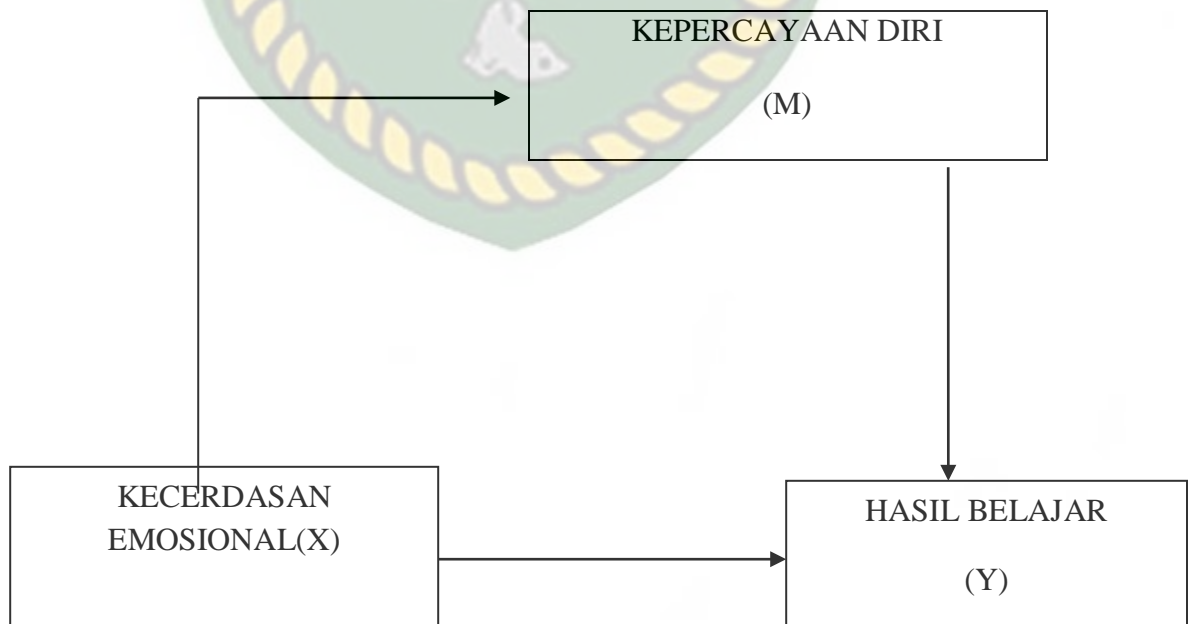 KEPERCAYAAN DIRI
(M)
KECERDASAN
EMOSIONAL(X)
HASIL BELAJAR
(Y)